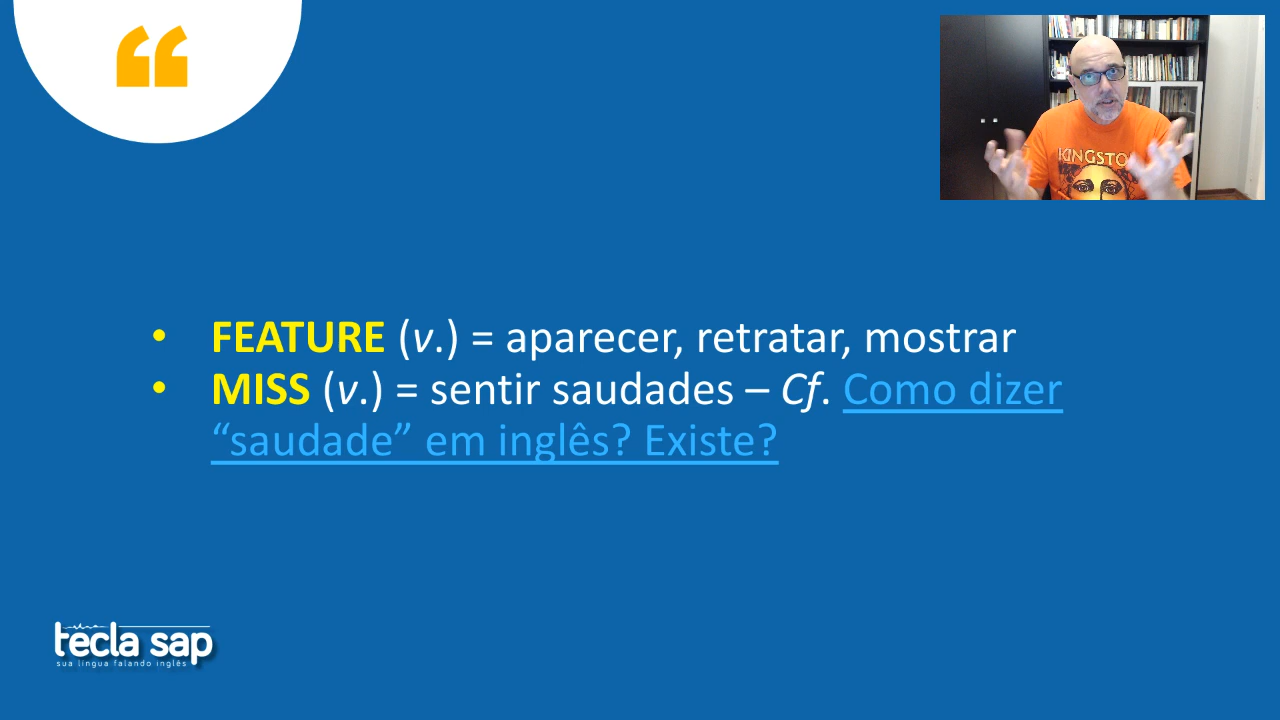 “
KINGSTO
• FEATURE (v.) = aparecer, retratar, mostrar
• MISS (v.) = sentir saudades – Cf. Como dizer
“saudade” em inglês? Existe?
tecla sap
sua língua falando inglês